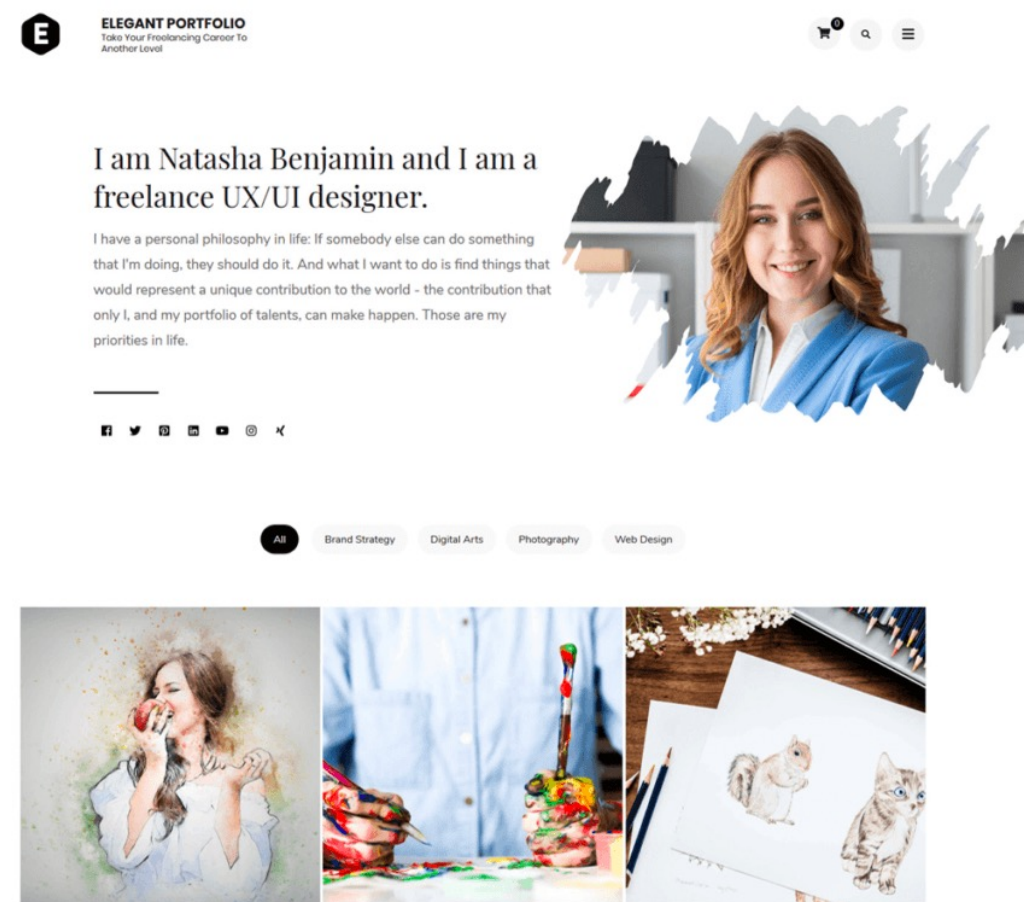 E
ELEGANT PORTFOLIO
Take Your Freelancing Career To
Another Level
0
I am Natasha Benjamin and I am a
freelance UX/UI designer.
I have a personal philosophy in life: If somebody else can do something
that I'm doing, they should do it. And what I want to do is find things that
would represent a unique contribution to the world - the contribution that
only I, and my portfolio of talents, can make happen. Those are my
priorities in life.
All
Brand Strategy
Digital Arts
Photography
Web Design